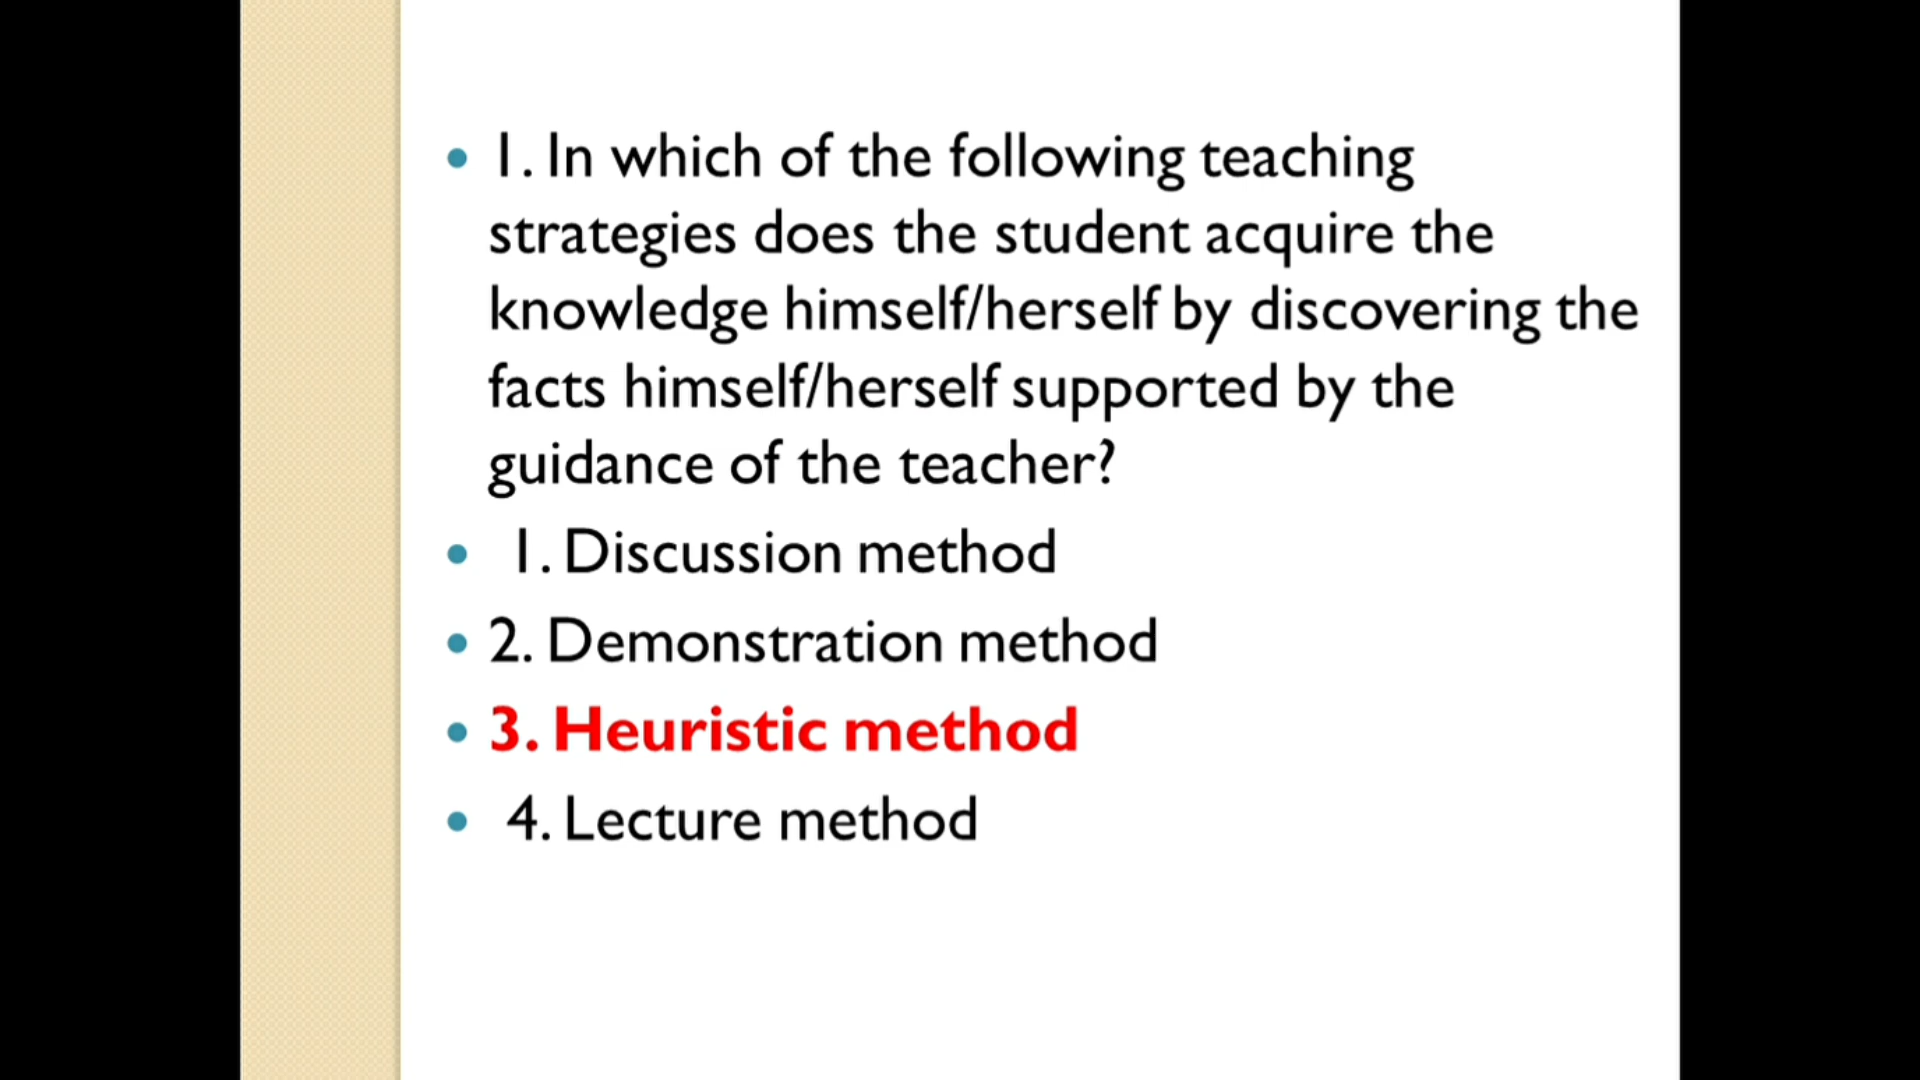 • 1. In which of the following teaching
strategies does the student acquire the
knowledge himself/herself by discovering the
facts himself/herself supported by the
guidance of the teacher?
• 1. Discussion method
• 2. Demonstration method
• 3. Heuristic method
• 4. Lecture method